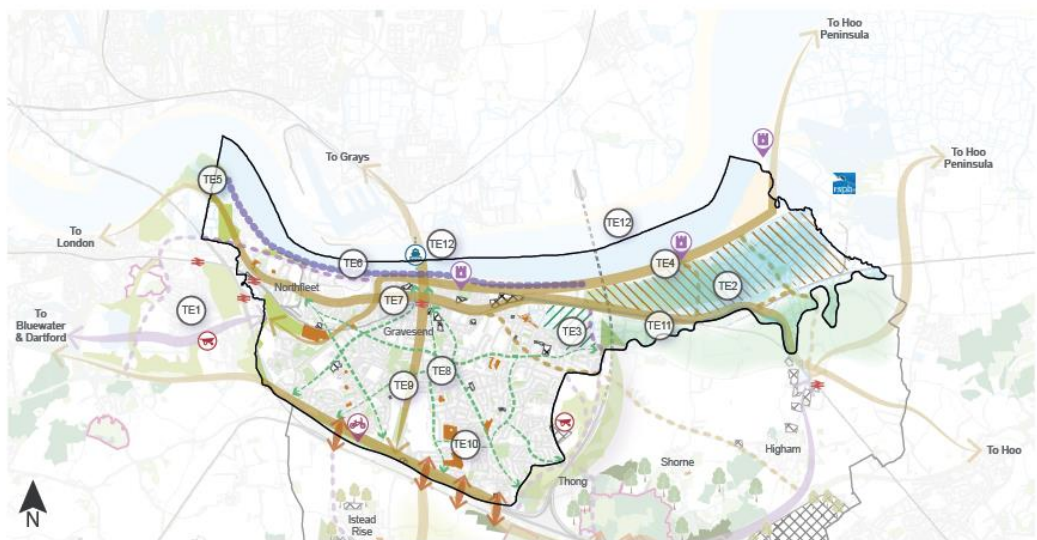 To Hoo
Peninsula
To Grays
To Hoo
Peninsula
TE5
rspb
To
London
TE12
TE12
TE6
TE4
Northfleet
TE2
TE1
TE7
To
Bluewater
& Dartford
Gravesend
TE3
TE11
TE8
TE9
TE10
Higham
To Hoo
Shorne
Thong
N
Istead
Rise